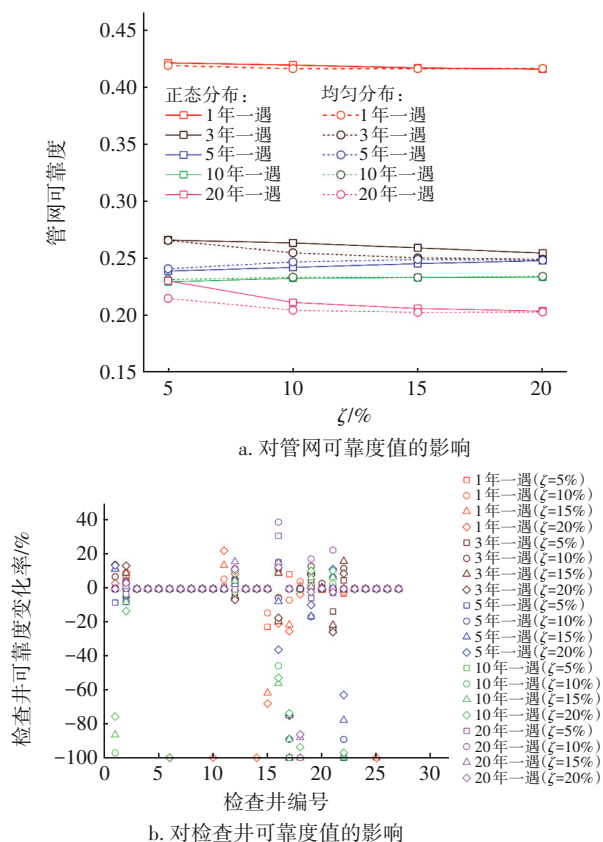 0.45
0.40
0.35
0.30
0.25
0.20
0.15
管网可靠度
正态分布：
1年一遇
3年一遇
5年一遇
10年一遇
20年一遇
均匀分布：
1年一遇
3年一遇
5年一遇
10年一遇
20年一遇
5 10 15 20
ζ/%
a. 对管网可靠度值的影响
40
20
0
−20
−40
−60
−80
−100
检查井可靠度变化率/%
0 5 10 15 20 25 30
检查井编号
1年一遇(ζ=5%)
1年一遇(ζ=10%)
1年一遇(ζ=15%)
1年一遇(ζ=20%)
3年一遇(ζ=5%)
3年一遇(ζ=10%)
3年一遇(ζ=15%)
3年一遇(ζ=20%)
5年一遇(ζ=5%)
5年一遇(ζ=10%)
5年一遇(ζ=15%)
5年一遇(ζ=20%)
10年一遇(ζ=5%)
10年一遇(ζ=10%)
10年一遇(ζ=15%)
10年一遇(ζ=20%)
20年一遇(ζ=5%)
20年一遇(ζ=10%)
20年一遇(ζ=15%)
20年一遇(ζ=20%)
b. 对检查井可靠度值的影响